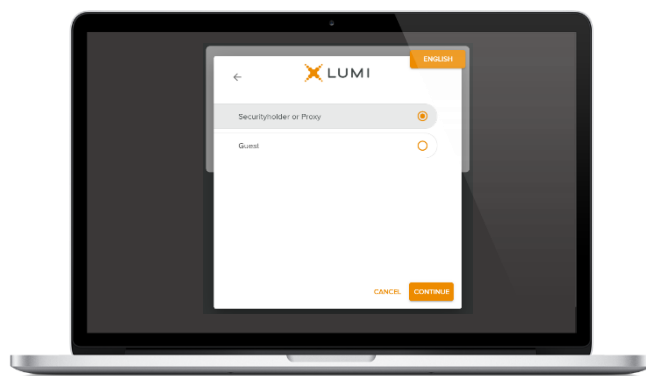 ENGLISH
LUMI
Securityholder or Proxy
Guest
CANCEL
CONTINUE